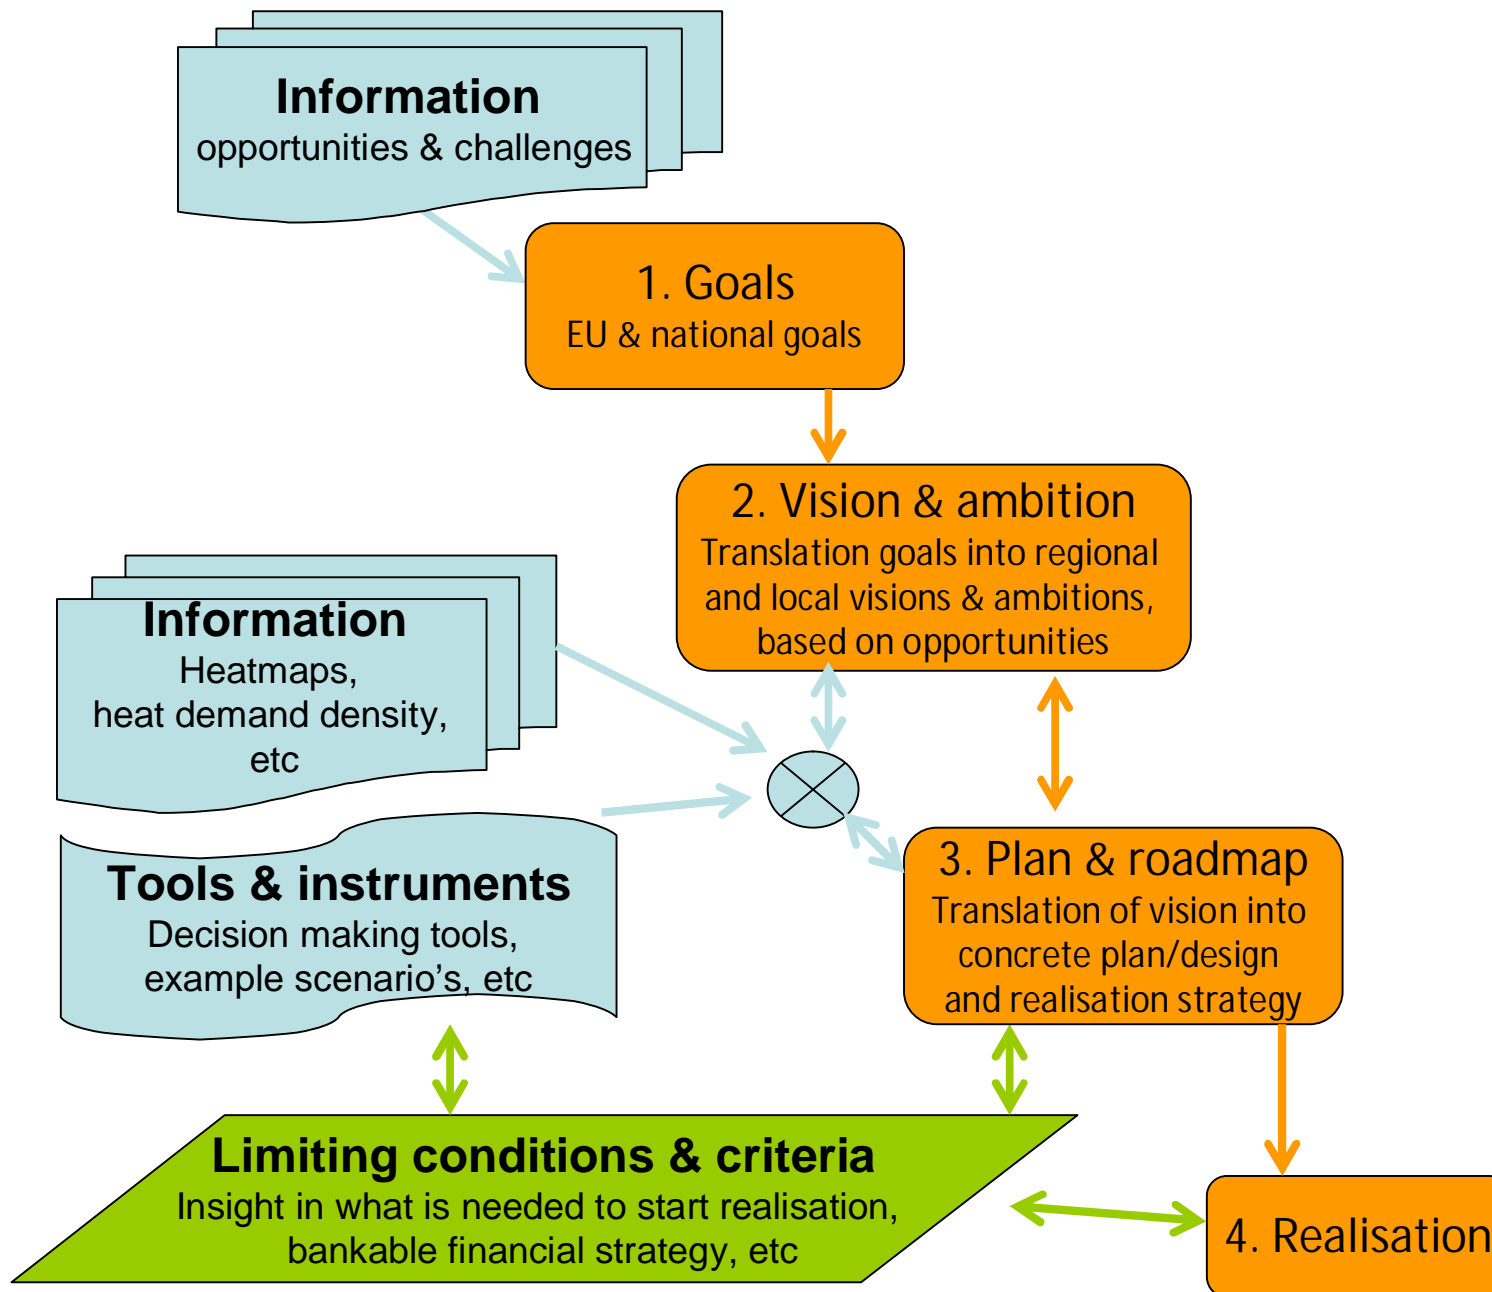 Information
opportunities & challenges
1. Goals
EU & national goals
2. Vision & ambition
Translation goals into regional
and local visions & ambitions,
based on opportunities
Information
Heatmaps,
heat demand density,
etc
Tools & instruments
Decision making tools,
example scenario's, etc
3. Plan & roadmap
Translation of vision into
concrete plan/design
and realisation strategy
Limiting conditions & criteria
Insight in what is needed to start realisation,
bankable financial strategy, etc
4. Realisation